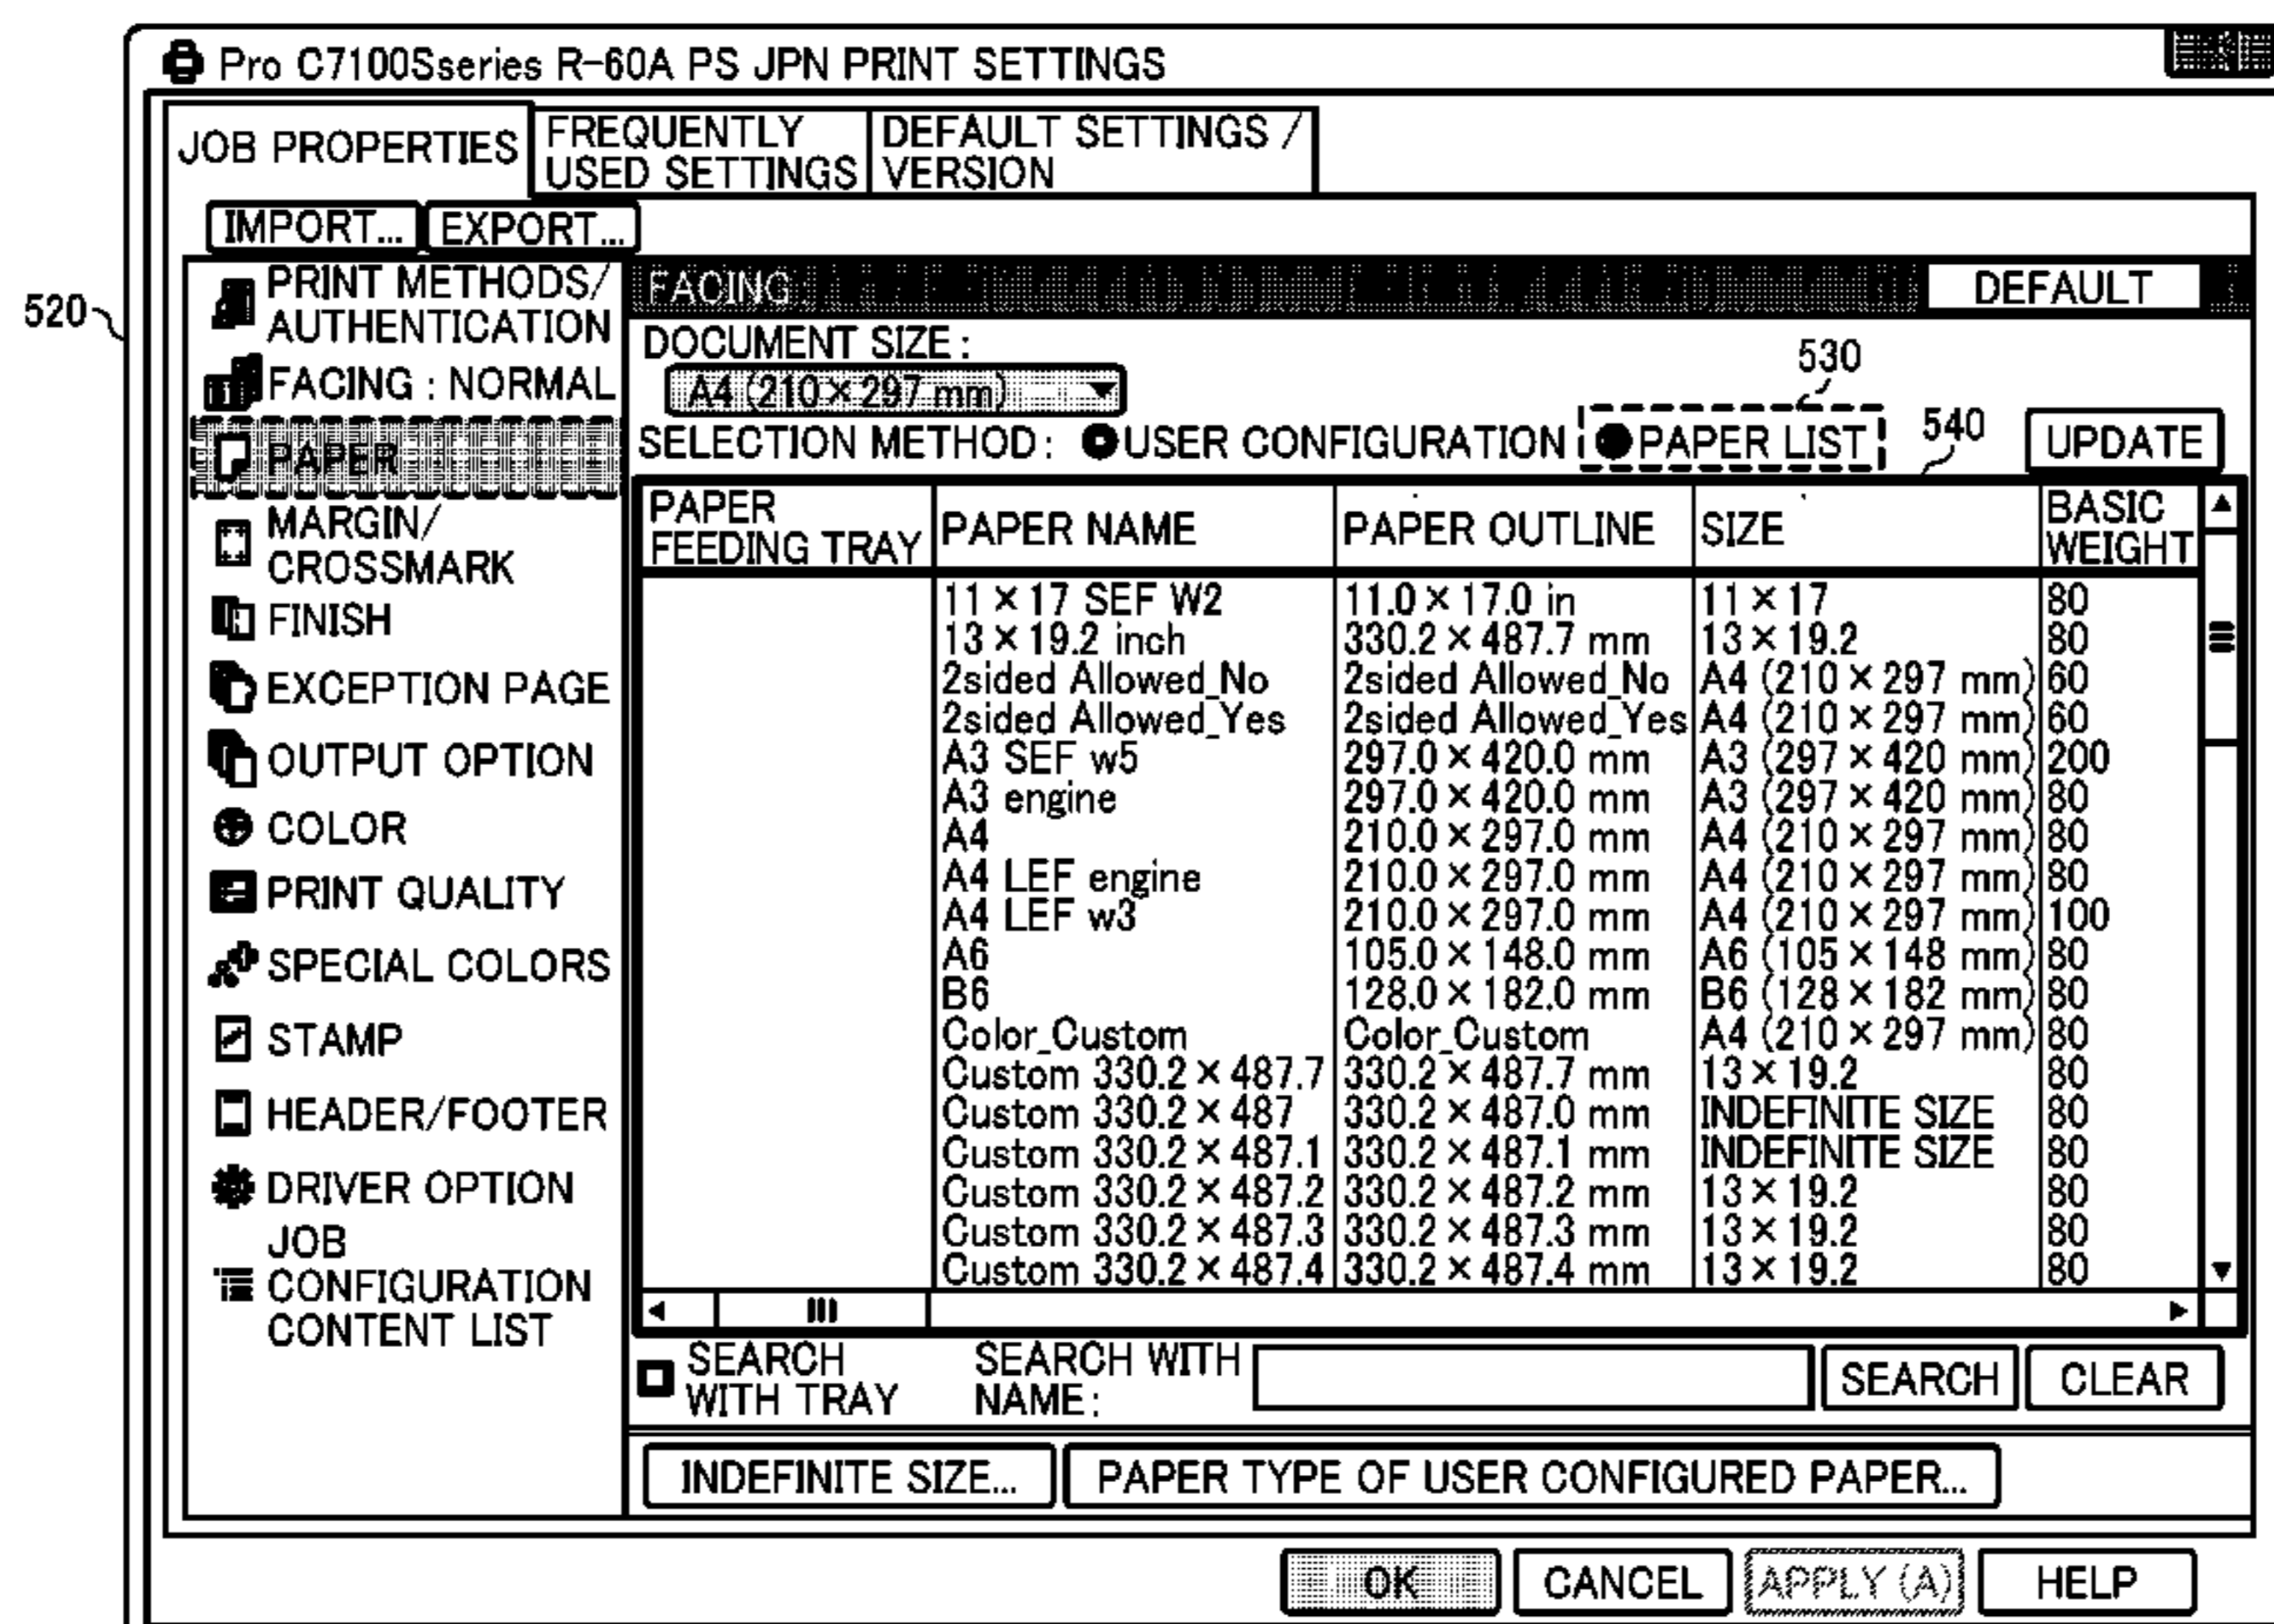 Pro C7100Sseries R-60A PS JPN PRINT SETTINGS
JOB PROPERTIES
FREQUENTLY
USED SETTINGS
DEFAULT SETTINGS /
VERSION
IMPORT...
EXPORT...
520
PRINT METHODS/
AUTHENTICATION
FACING : NORMAL
PAPER
MARGIN/
CROSSMARK
FINISH
EXCEPTION PAGE
OUTPUT OPTION
COLOR
PRINT QUALITY
SPECIAL COLORS
STAMP
HEADER/FOOTER
DRIVER OPTION
JOB
CONFIGURATION
CONTENT LIST
FACING :
DEFAULT
DOCUMENT SIZE :
A4 (210 × 297 mm)
530
SELECTION METHOD : USER CONFIGURATION PAPER LIST
540
UPDATE
PAPER
FEEDING TRAY
PAPER NAME
PAPER OUTLINE
SIZE
BASIC
WEIGHT
11 × 17 SEF W2 11.0 × 17.0 in 11 × 17 80
13 × 19.2 inch 330.2 × 487.7 mm 13 × 19.2 80
2sided Allowed_No 2sided Allowed_No A4 (210 × 297 mm) 60
2sided Allowed_Yes 2sided Allowed_Yes A4 (210 × 297 mm) 60
A3 SEF w5 297.0 × 420.0 mm A3 (297 × 420 mm) 200
A3 engine 297.0 × 420.0 mm A3 (297 × 420 mm) 80
A4 210.0 × 297.0 mm A4 (210 × 297 mm) 80
A4 LEF engine 210.0 × 297.0 mm A4 (210 × 297 mm) 80
A4 LEF w3 210.0 × 297.0 mm A4 (210 × 297 mm) 100
A6 105.0 × 148.0 mm A6 (105 × 148 mm) 80
B6 128.0 × 182.0 mm B6 (128 × 182 mm) 80
Color_Custom Color_Custom A4 (210 × 297 mm) 80
Custom 330.2 × 487.7 330.2 × 487.7 mm 13 × 19.2 80
Custom 330.2 × 487 330.2 × 487.0 mm INDEFINITE SIZE 80
Custom 330.2 × 487.1 330.2 × 487.1 mm INDEFINITE SIZE 80
Custom 330.2 × 487.2 330.2 × 487.2 mm 13 × 19.2 80
Custom 330.2 × 487.3 330.2 × 487.3 mm 13 × 19.2 80
Custom 330.2 × 487.4 330.2 × 487.4 mm 13 × 19.2 80
SEARCH
WITH TRAY
SEARCH WITH
NAME :
SEARCH
CLEAR
INDEFINITE SIZE...
PAPER TYPE OF USER CONFIGURED PAPER...
OK
CANCEL
APPLY (A)
HELP